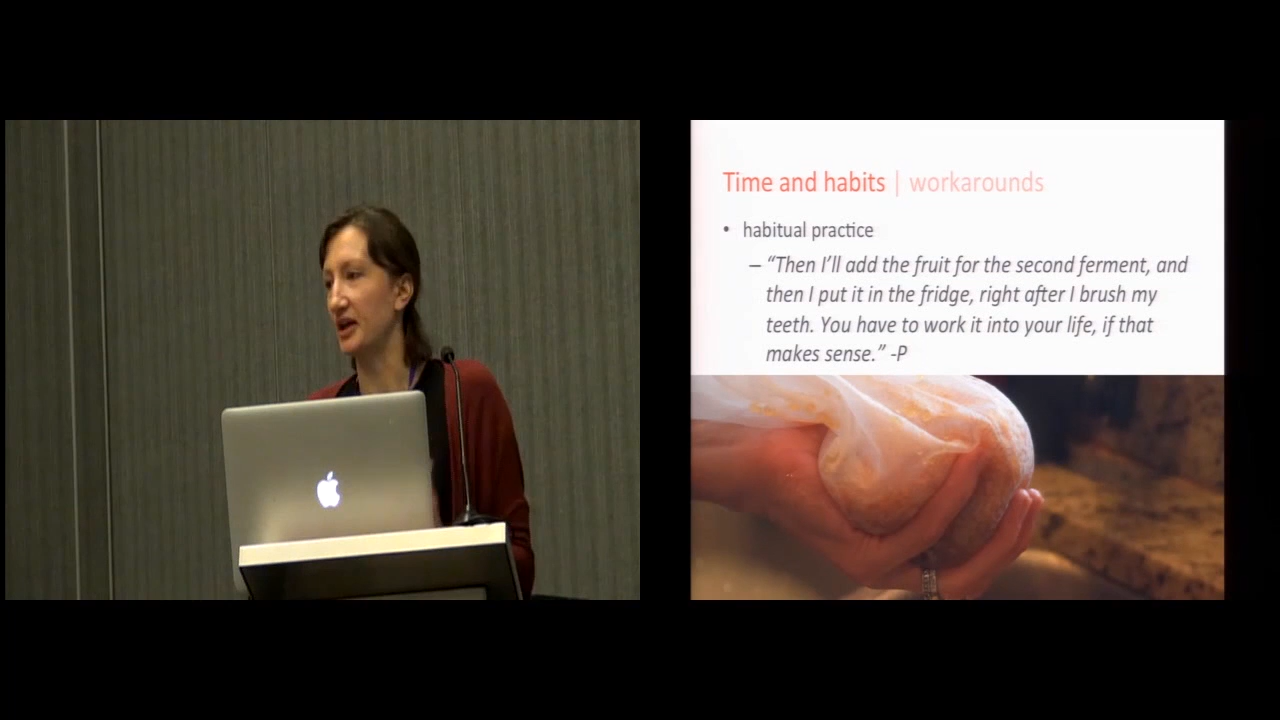 Time and habits | workarounds
• habitual practice
– “Then I’ll add the fruit for the second ferment, and
then I put it in the fridge, right after I brush my
teeth. You have to work it into your life, if that
makes sense.” -P